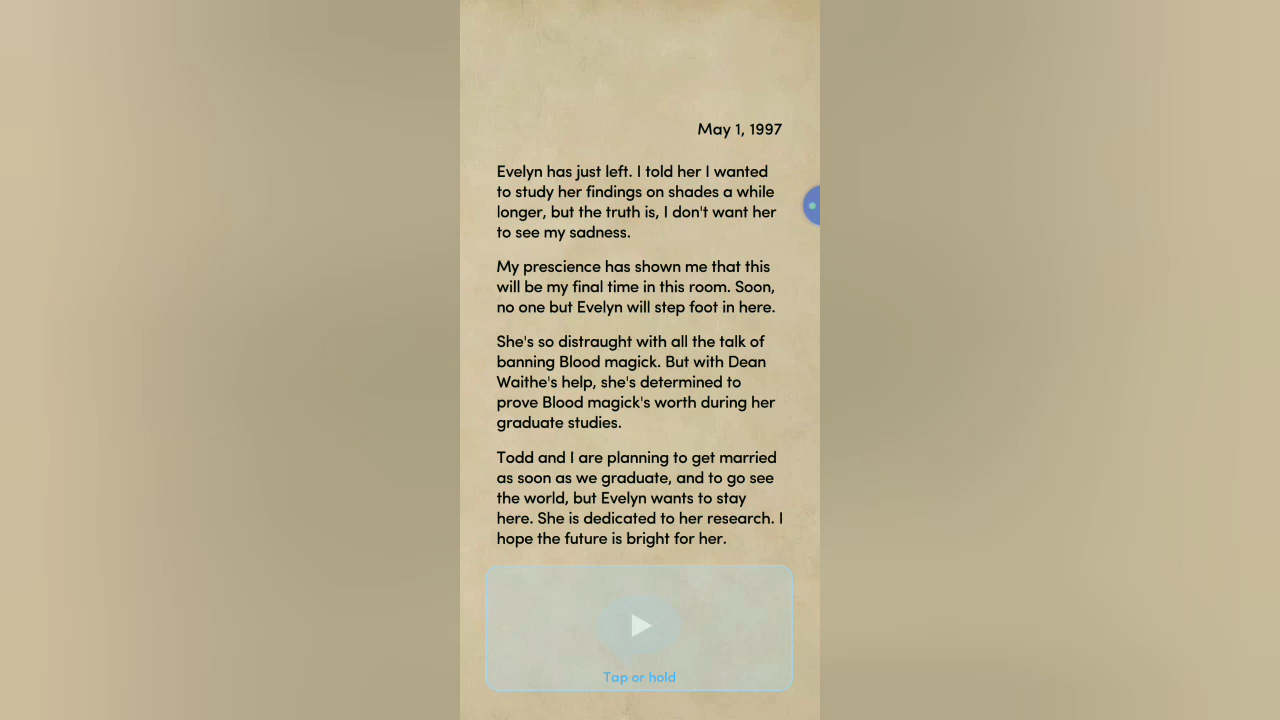 May 1, 1997
Evelyn has just left. I told her I wanted
to study her findings on shades a while
longer, but the truth is, I don't want her
to see my sadness.
My prescience has shown me that this
will be my final time in this room. Soon,
no one but Evelyn will step foot in here.
She's so distraught with all the talk of
banning Blood magick. But with Dean
Waithe's help, she's determined to
prove Blood magick's worth during her
graduate studies.
Todd and I are planning to get married
as soon as we graduate, and to go see
the world, but Evelyn wants to stay
here. She is dedicated to her research. I
hope the future is bright for her.
Tap or hold